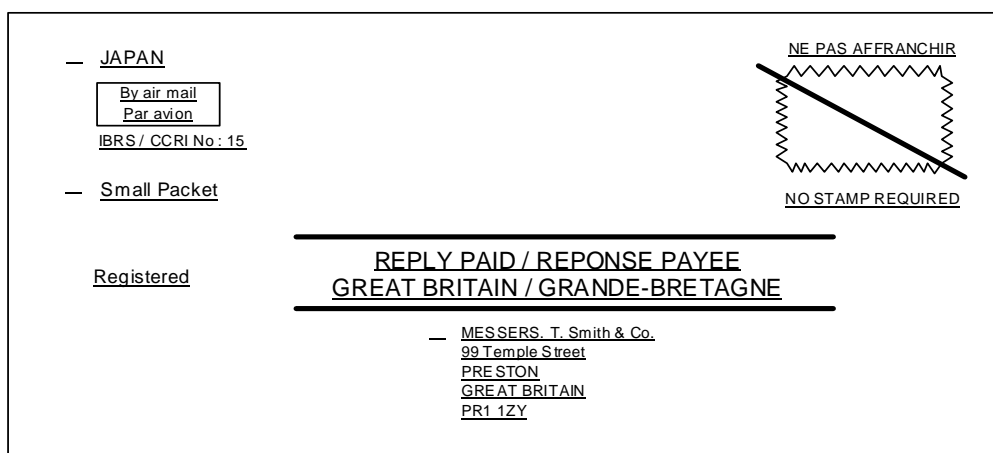 JAPAN
By air mail
Par avion
IBRS / CCRI No : 15
NE PAS AFFRANCHIR
NO STAMP REQUIRED
Small Packet
Registered
REPLY PAID / REPONSE PAYEE
GREAT BRITAIN / GRANDE-BRETAGNE
MESSERS. T. Smith & Co.
99 Temple Street
PRESTON
GREAT BRITAIN
PR1 1ZY